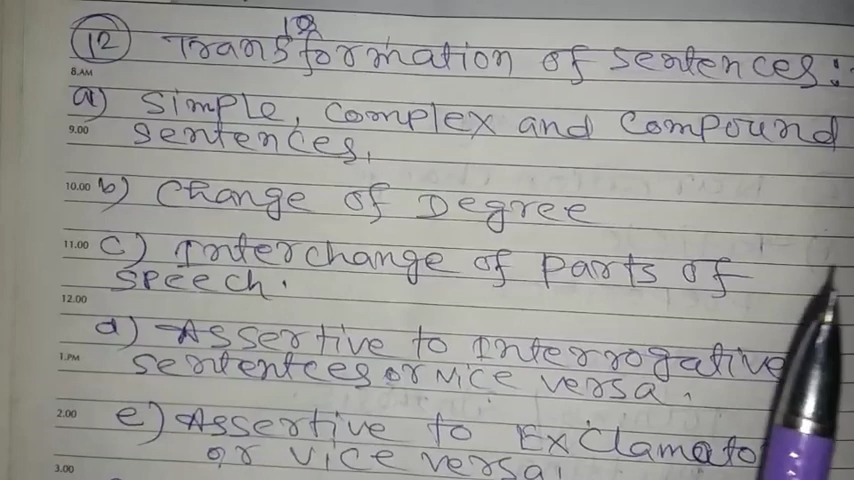 12 Transformation of sentences:
8.AM
a) Simple, Complex and Compound
9.00
sentences.
10.00 b) Change of Degree
11.00 c) Interchange of parts of
speech.
12.00
d) Assertive to Interrogative
1.PM sententces or vice versa.
2.00 e) Assertive to Exclamato
or vice versa.
3.00